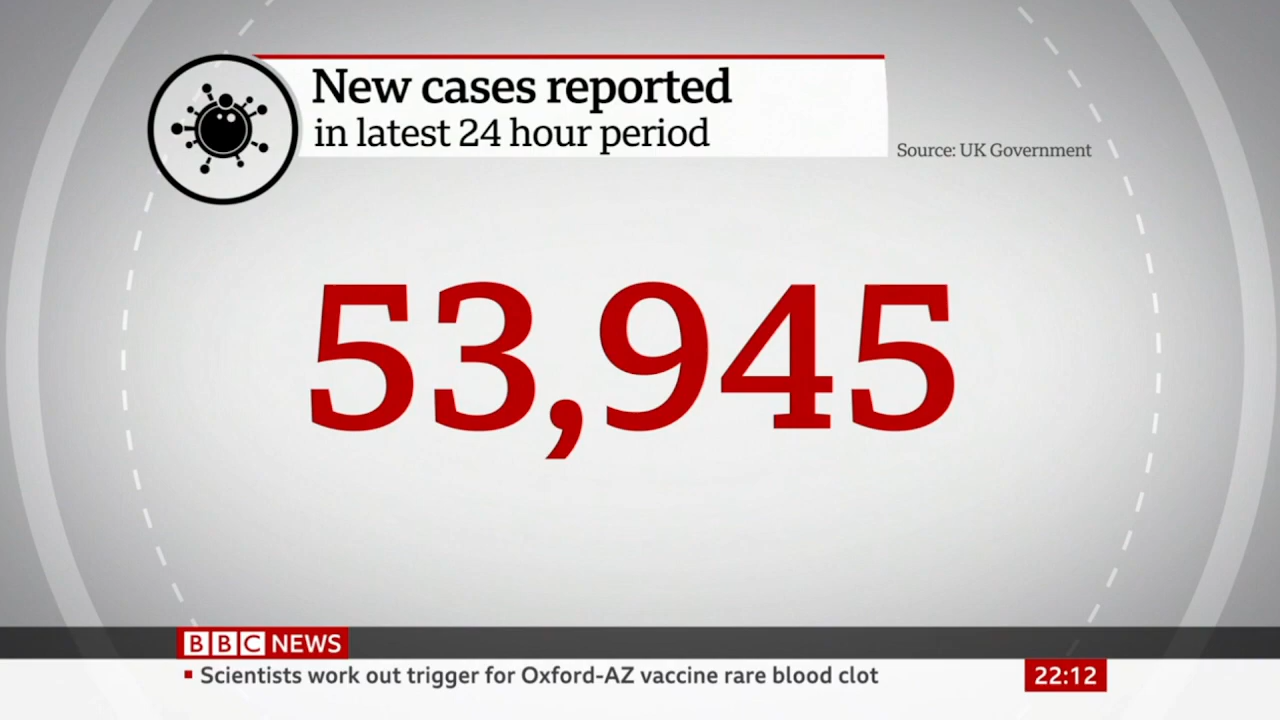 New cases reported
in latest 24 hour period
Source: UK Government
53,945
BBC NEWS
Scientists work out trigger for Oxford-AZ vaccine rare blood clot
22:12